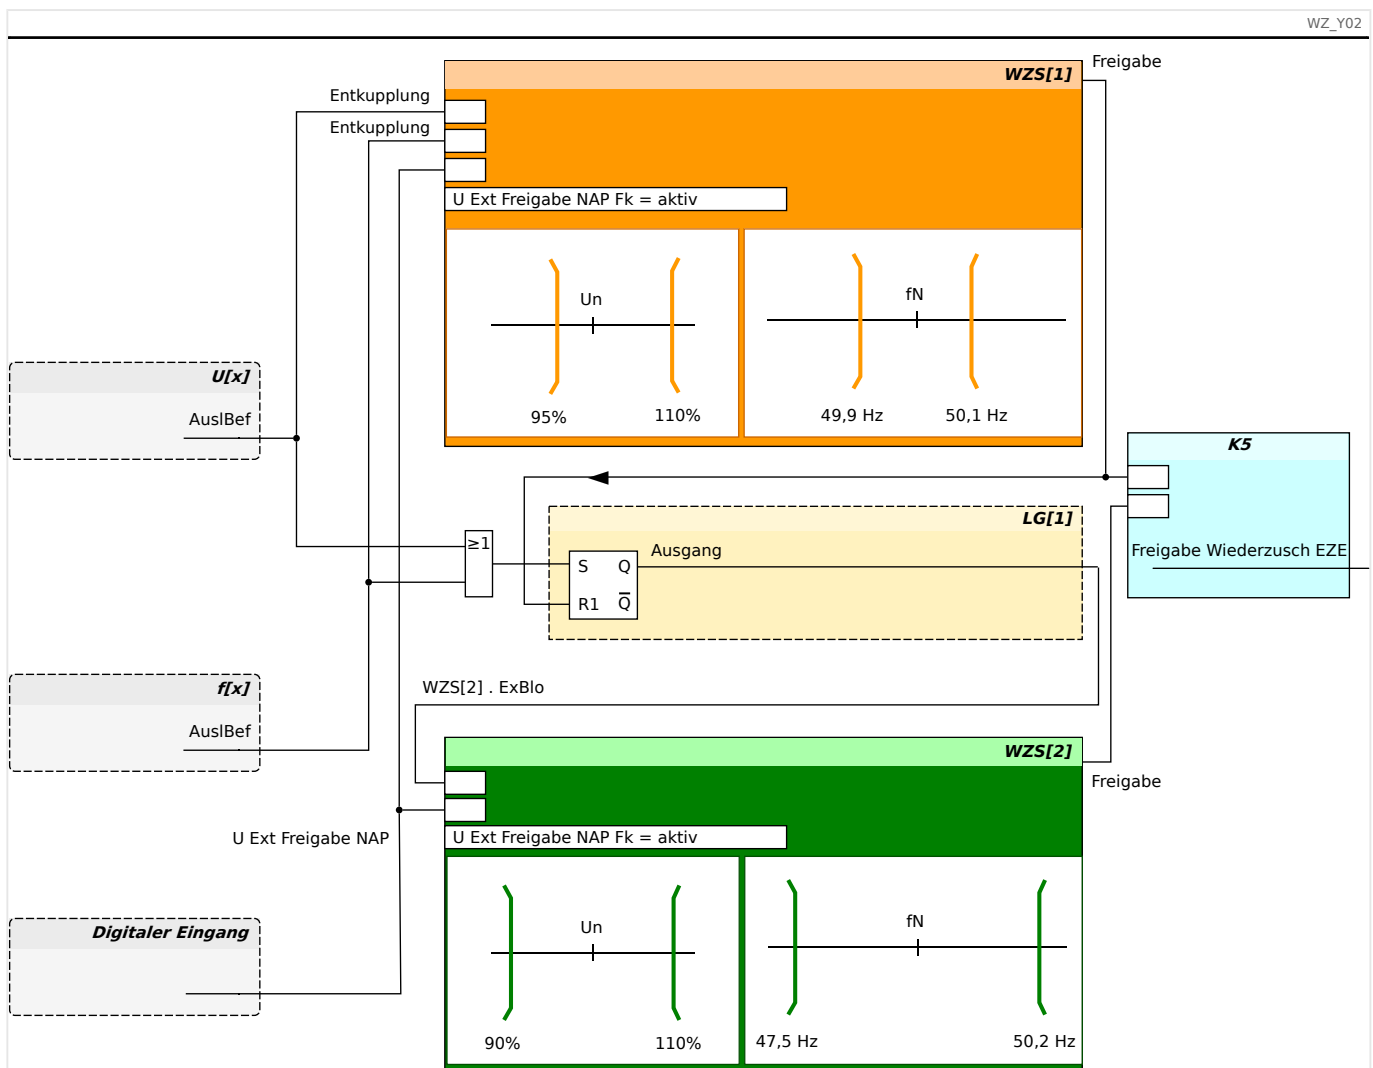 WZ_Y02
Freigabe
WZS[1]
Entkupplung
Entkupplung
U Ext Freigabe NAP Fk = aktiv
Un
fN
95%
110%
49,9 Hz
50,1 Hz
U[x]
AuslBef
K5
LG[1]
≥1
Ausgang
Freigabe Wiederzusch EZE
S
Q
R1
Q̅
f[x]
WZS[2] . ExBlo
AuslBef
WZS[2]
Freigabe
U Ext Freigabe NAP
U Ext Freigabe NAP Fk = aktiv
Un
fN
Digitaler Eingang
90%
110%
47,5 Hz
50,2 Hz